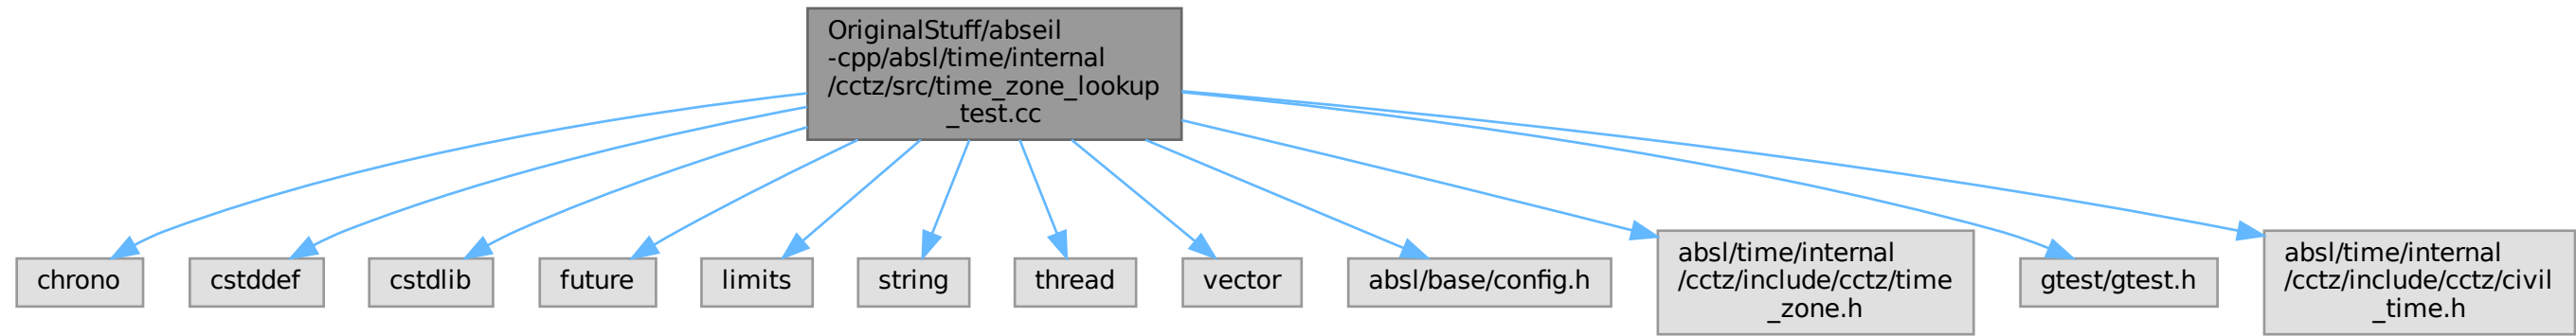 OriginalStuff/abseil
-cpp/absl/time/internal
/cctz/src/time_zone_lookup
_test.cc
chrono
cstddef
cstdlib
future
limits
string
thread
vector
absl/base/config.h
absl/time/internal
/cctz/include/cctz/time
_zone.h
gtest/gtest.h
absl/time/internal
/cctz/include/cctz/civil
_time.h